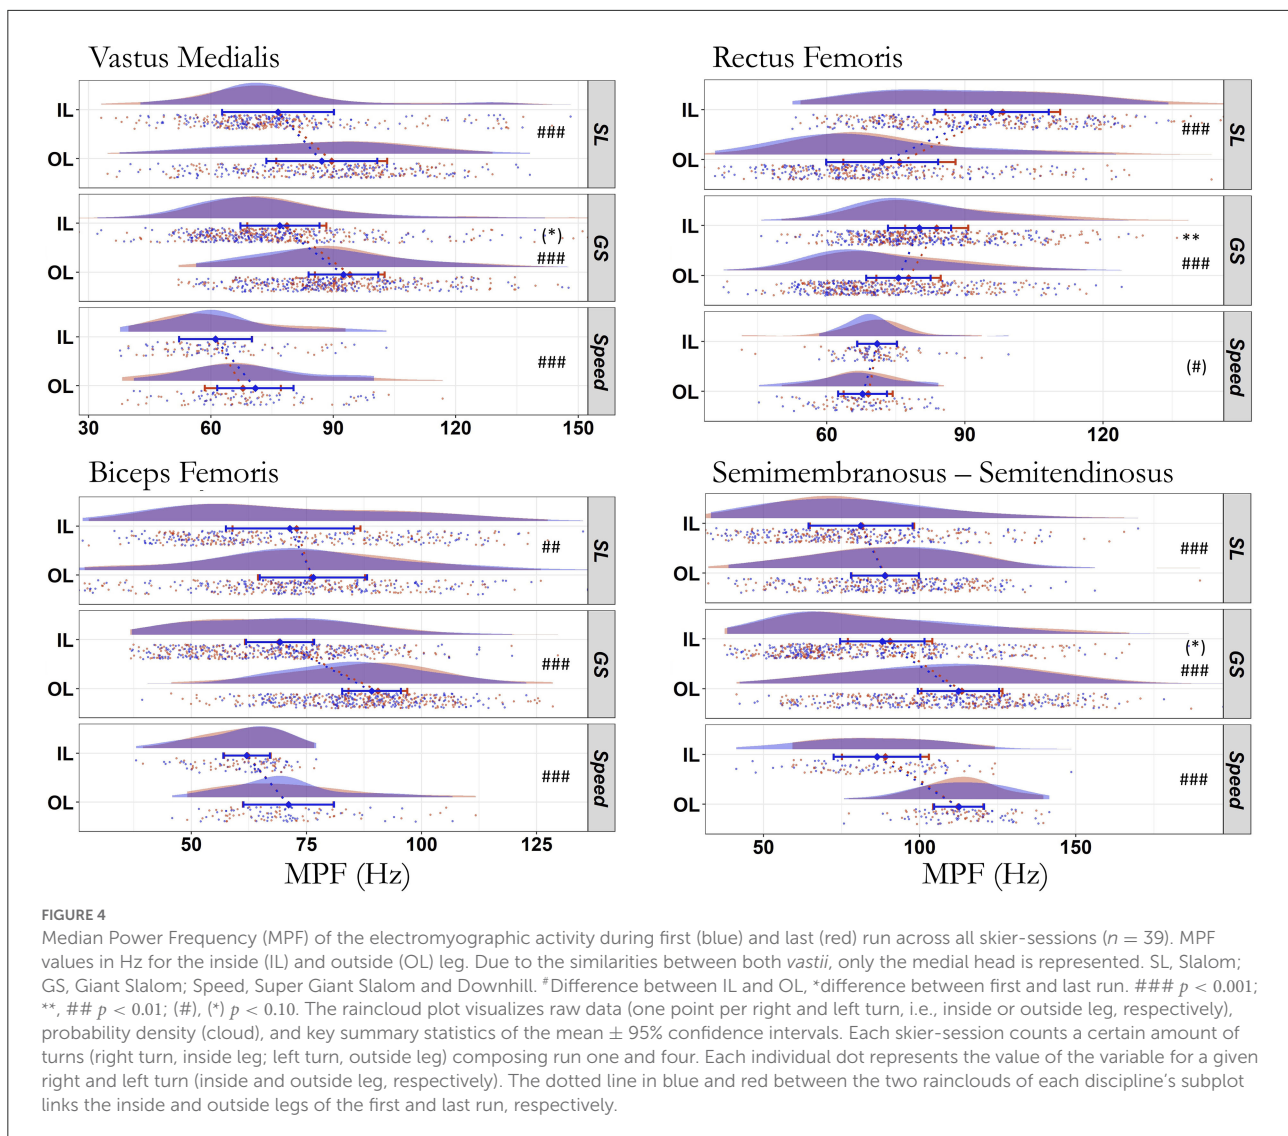 Vastus Medialis
IL
OL
###
SL
IL
OL
(*)
###
GS
IL
OL
###
Speed
30 60 90 120 150
Rectus Femoris
IL
OL
###
SL
IL
OL
**
###
GS
IL
OL
(#)
Speed
60 90 120
Biceps Femoris
IL
OL
##
SL
IL
OL
###
GS
IL
OL
###
Speed
50 75 100 125
MPF (Hz)
Semimembranosus – Semitendinosus
IL
OL
###
SL
IL
OL
(*)
###
GS
IL
OL
###
Speed
50 100 150
MPF (Hz)
FIGURE 4
Median Power Frequency (MPF) of the electromyographic activity during first (blue) and last (red) run across all skier-sessions (n = 39). MPF
values in Hz for the inside (IL) and outside (OL) leg. Due to the similarities between both vastii, only the medial head is represented. SL, Slalom;
GS, Giant Slalom; Speed, Super Giant Slalom and Downhill. #Difference between IL and OL, *difference between first and last run. ### p < 0.001;
**, ## p < 0.01; (#), (*) p < 0.10. The raincloud plot visualizes raw data (one point per right and left turn, i.e., inside or outside leg, respectively),
probability density (cloud), and key summary statistics of the mean ± 95% confidence intervals. Each skier-session counts a certain amount of
turns (right turn, inside leg; left turn, outside leg) composing run one and four. Each individual dot represents the value of the variable for a given
right and left turn (inside and outside leg, respectively). The dotted line in blue and red between the two rainclouds of each discipline's subplot
links the inside and outside legs of the first and last run, respectively.